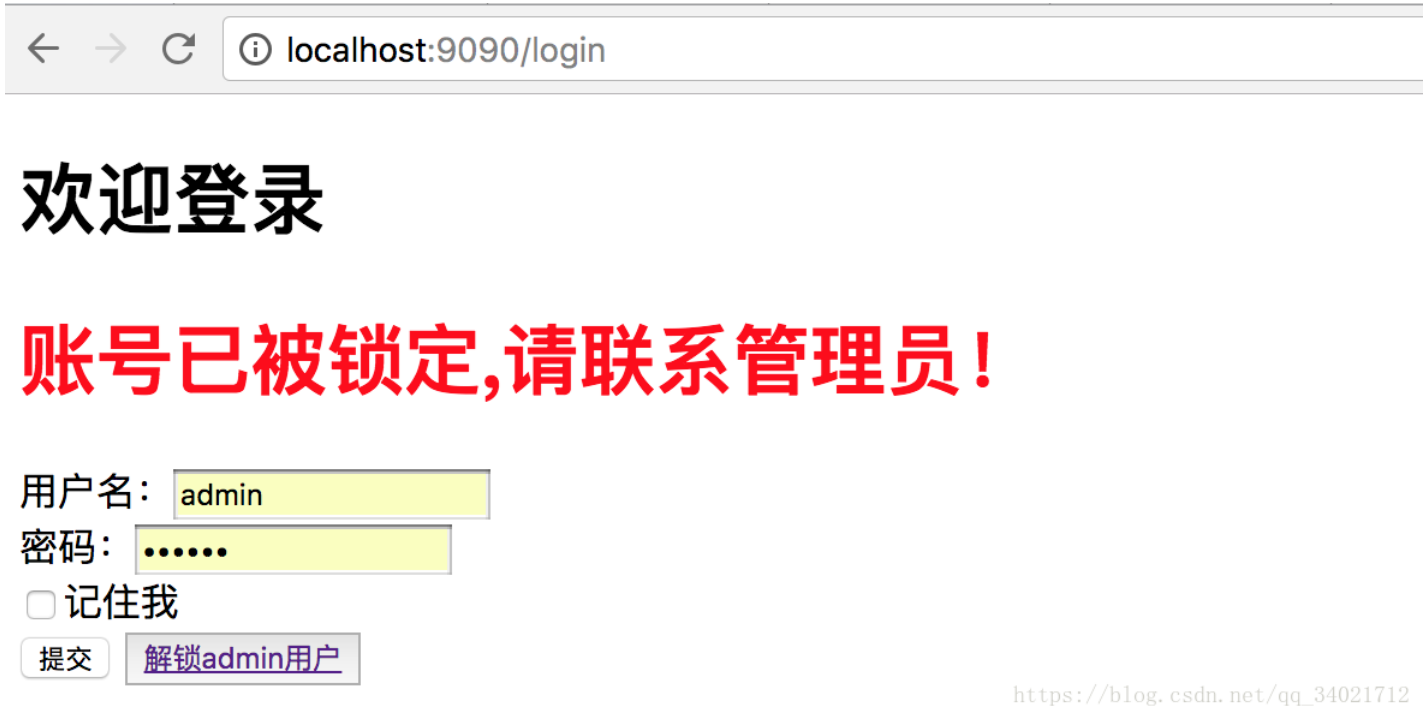 localhost:9090/login
欢迎登录
账号已被锁定,请联系管理员！
用户名：admin
密码：••••••
记住我
提交 解锁admin用户
https://blog.csdn.net/qq_34021712